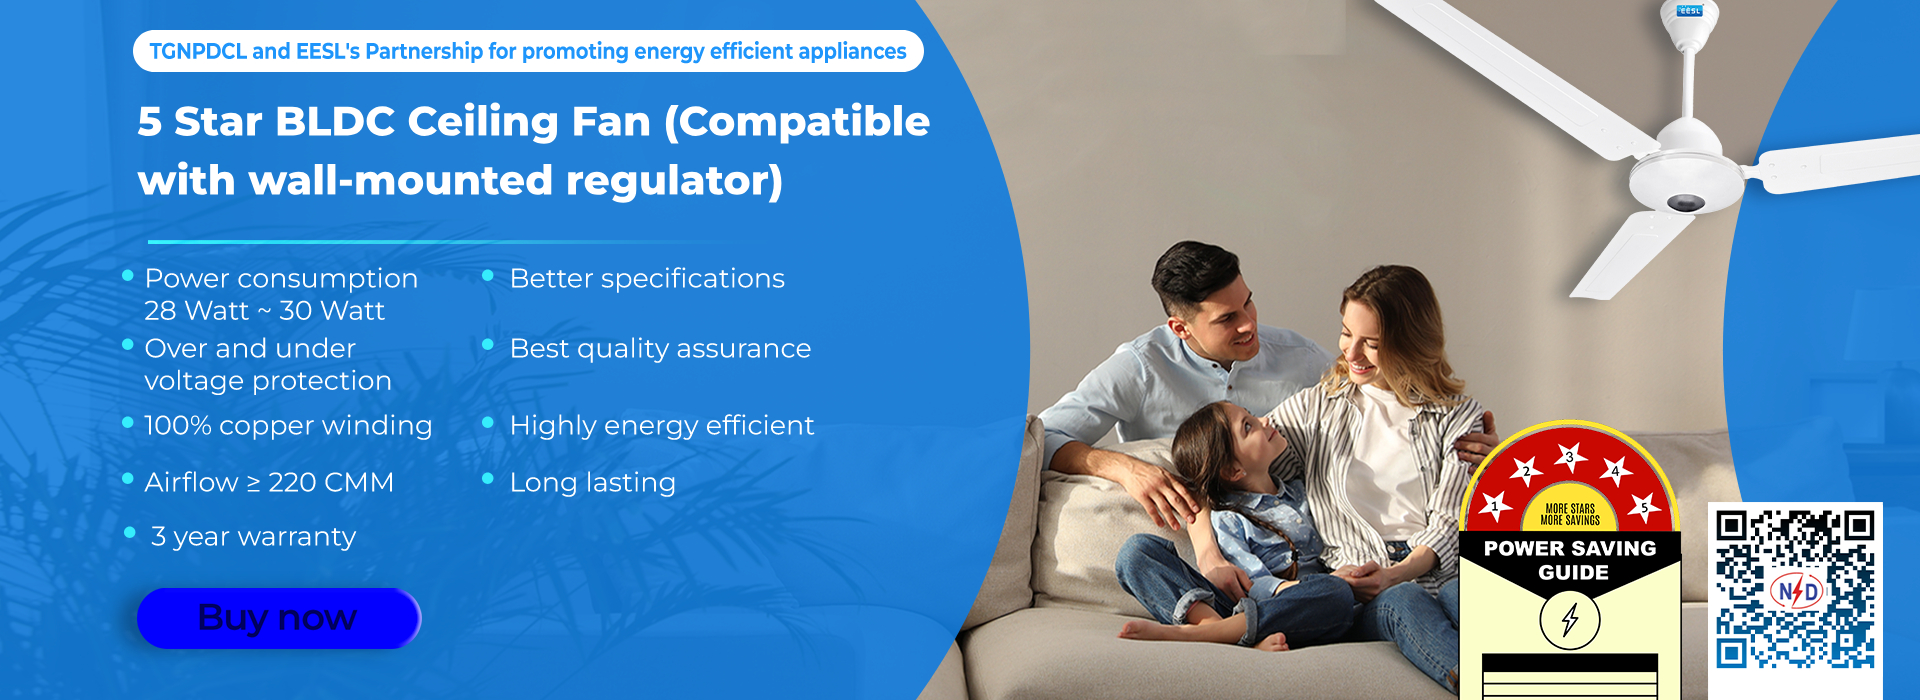 TGNPDCL and EESL's Partnership for promoting energy efficient appliances
5 Star BLDC Ceiling Fan (Compatible
with wall-mounted regulator)
Power consumption
28 Watt ~ 30 Watt
Over and under
voltage protection
100% copper winding
Airflow ≥ 220 CMM
3 year warranty
Better specifications
Best quality assurance
Highly energy efficient
Long lasting
Buy now
EESL
1 2 3 4 5
MORE STARS
MORE SAVINGS
POWER SAVING
GUIDE
N D